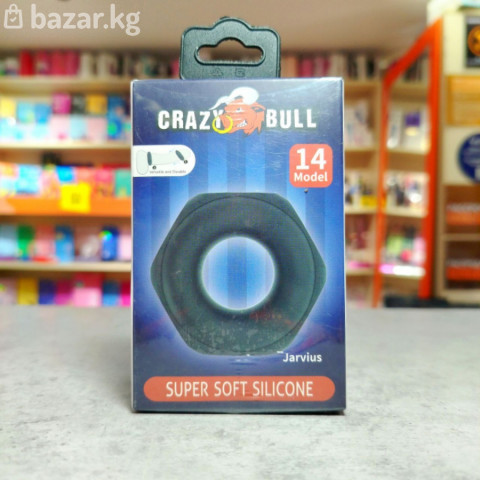 bazar.kg
CRAZY BULL
14
Model
Jarvius
SUPER SOFT SILICONE